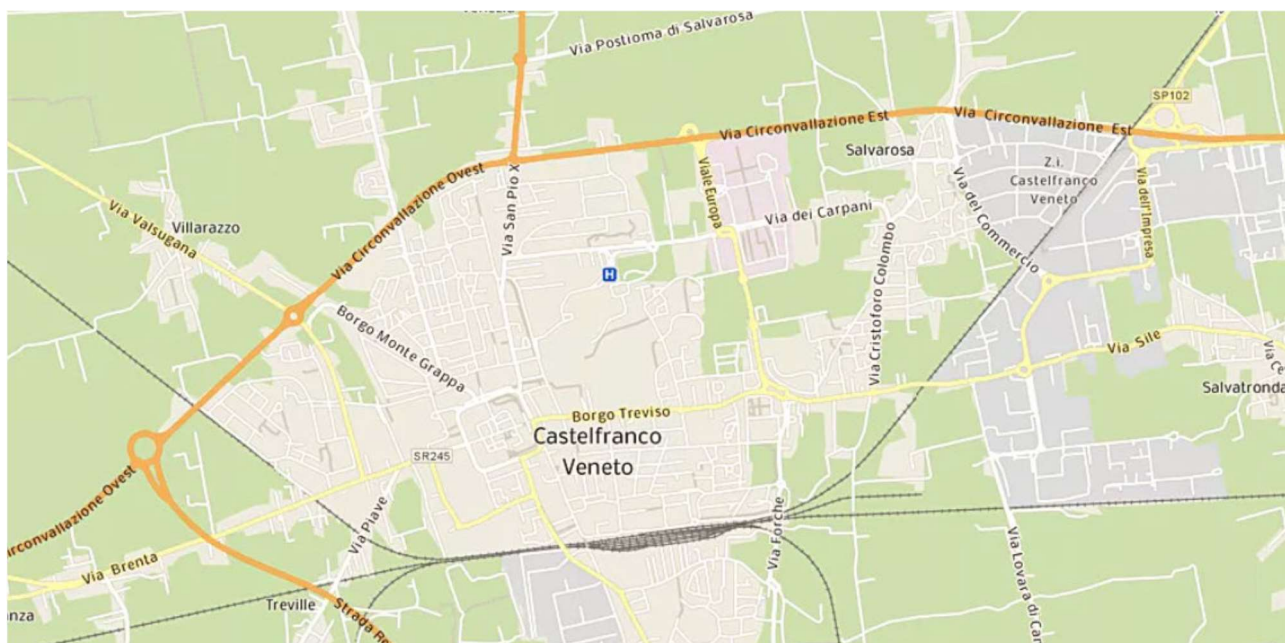 Via Postioma di Salvarosa
SP102
Via Circonvallazione Est
Via Circonvallazione Est
Salvarosa
Z.i.
Castelfranco
Veneto
Via Circonvallazione Ovest
Via San Pio X
Viale Europa
Via dei Carpani
Via del Commercio
Via dell'Impresa
Via Valsugana
Villarazzo
H
Via Cristoforo Colombo
Borgo Monte Grappa
Via Sile
Salvatronda
Borgo Treviso
Castelfranco
Veneto
SR245
Circonvallazione Ovest
Via Piave
Via Forche
Via Brenta
Via Lovara di
Treville
Strada